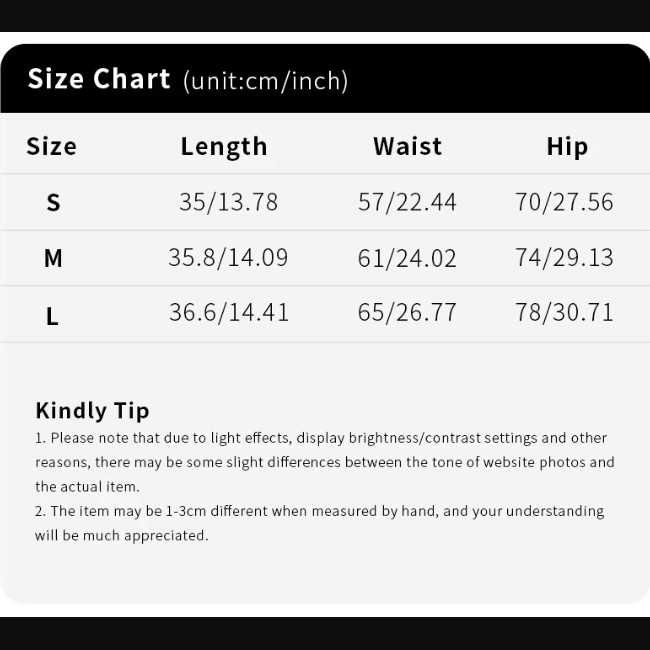 Size Chart (unit:cm/inch)
Size Length Waist Hip
S 35/13.78 57/22.44 70/27.56
M 35.8/14.09 61/24.02 74/29.13
L 36.6/14.41 65/26.77 78/30.71
Kindly Tip
1. Please note that due to light effects, display brightness/contrast settings and other
reasons, there may be some slight differences between the tone of website photos and
the actual item.
2. The item may be 1-3cm different when measured by hand, and your understanding
will be much appreciated.